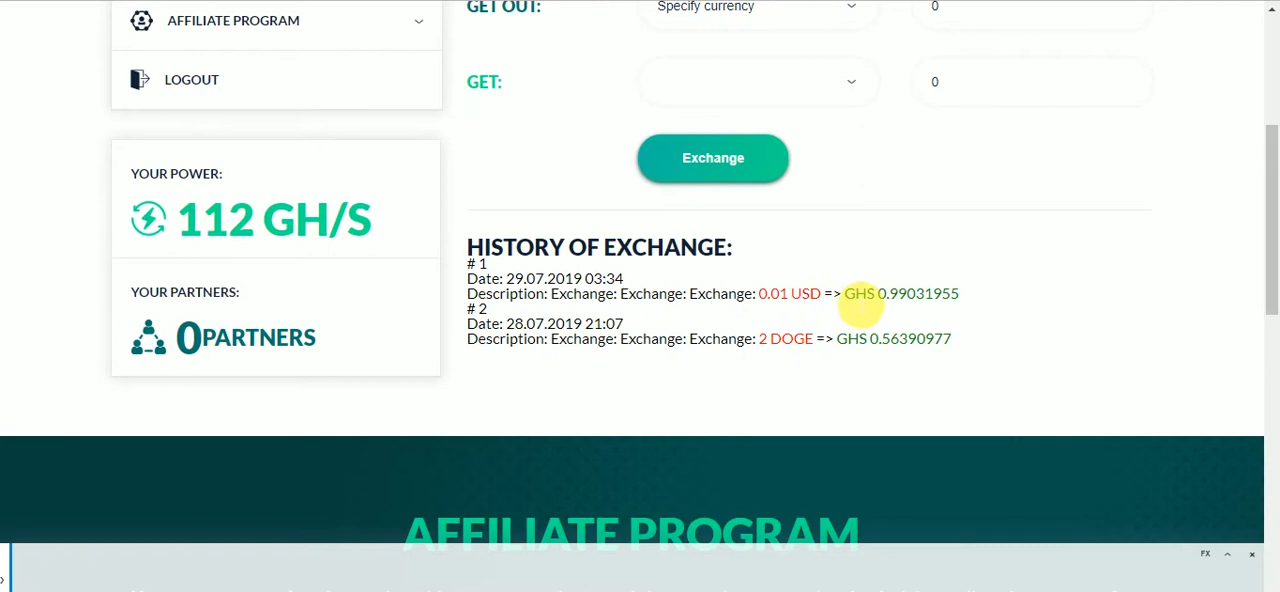 AFFILIATE PROGRAM
LOGOUT
YOUR POWER:
112 GH/S
YOUR PARTNERS:
0PARTNERS
GET OUT:
Specify currency
0
GET:
0
Exchange
HISTORY OF EXCHANGE:
# 1
Date: 29.07.2019 03:34
Description: Exchange: Exchange: Exchange: 0.01 USD => GHS 0.99031955
# 2
Date: 28.07.2019 21:07
Description: Exchange: Exchange: Exchange: 2 DOGE => GHS 0.56390977
AFFILIATE PROGRAM
FX